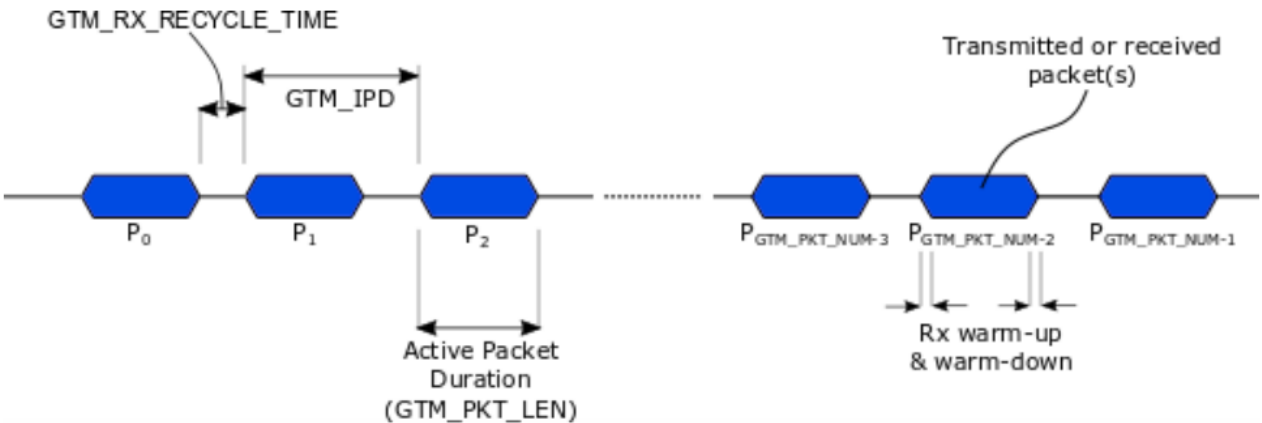 GTM_RX_RECYCLE_TIME
GTM_IPD
Transmitted or received
packet(s)
P0
P1
P2
PGTM_PKT_NUM-3
PGTM_PKT_NUM-2
PGTM_PKT_NUM-1
Active Packet
Duration
(GTM_PKT_LEN)
Rx warm-up
& warm-down